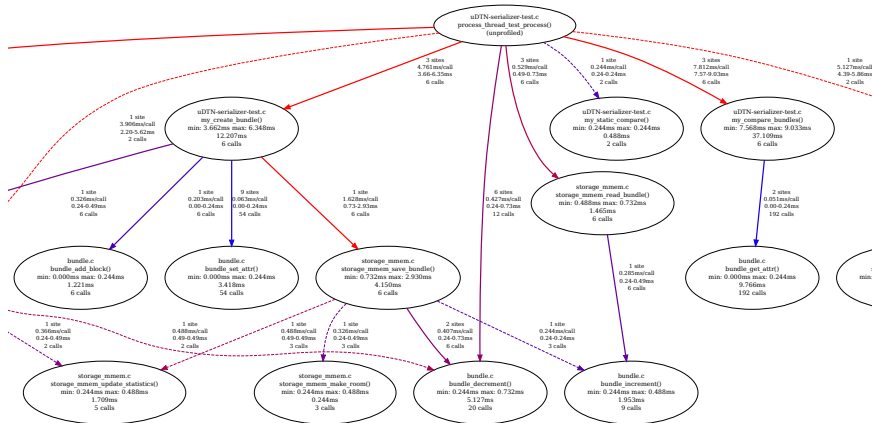 uDTN-serializer-test.c
process_thread_test_process()
(unprofiled)
3 sites
4.761ms/call
3.66-6.35ms
6 calls
3 sites
0.529ms/call
0.49-0.73ms
6 calls
1 site
0.244ms/call
0.24-0.24ms
2 calls
3 sites
7.812ms/call
7.57-9.03ms
6 calls
1 site
5.127ms/call
4.39-5.86ms
2 calls
uDTN-serializer-test.c
my_create_bundle()
min: 3.662ms max: 6.348ms
12.207ms
6 calls
uDTN-serializer-test.c
my_static_compare()
min: 0.244ms max: 0.244ms
0.488ms
2 calls
uDTN-serializer-test.c
my_compare_bundles()
min: 7.568ms max: 9.033ms
37.109ms
6 calls
1 site
3.906ms/call
2.20-5.62ms
2 calls
1 site
0.326ms/call
0.24-0.49ms
6 calls
1 site
0.203ms/call
0.00-0.24ms
6 calls
9 sites
0.063ms/call
0.00-0.24ms
54 calls
1 site
1.628ms/call
0.73-2.93ms
6 calls
6 sites
0.427ms/call
0.24-0.73ms
12 calls
storage_mmem.c
storage_mmem_read_bundle()
min: 0.488ms max: 0.732ms
1.465ms
6 calls
2 sites
0.051ms/call
0.00-0.24ms
192 calls
bundle.c
bundle_add_block()
min: 0.000ms max: 0.244ms
1.221ms
6 calls
bundle.c
bundle_set_attr()
min: 0.000ms max: 0.244ms
3.418ms
54 calls
storage_mmem.c
storage_mmem_save_bundle()
min: 0.732ms max: 2.930ms
4.150ms
6 calls
1 site
0.285ms/call
0.24-0.49ms
6 calls
bundle.c
bundle_get_attr()
min: 0.000ms max: 0.244ms
9.766ms
192 calls
1 site
0.366ms/call
0.24-0.49ms
2 calls
1 site
0.488ms/call
0.49-0.49ms
2 calls
1 site
0.488ms/call
0.49-0.49ms
3 calls
1 site
0.326ms/call
0.24-0.49ms
3 calls
2 sites
0.407ms/call
0.24-0.73ms
6 calls
1 site
0.244ms/call
0.24-0.24ms
3 calls
storage_mmem.c
storage_mmem_update_statistics()
min: 0.244ms max: 0.488ms
1.709ms
5 calls
storage_mmem.c
storage_mmem_make_room()
min: 0.244ms max: 0.488ms
0.244ms
3 calls
bundle.c
bundle_decrement()
min: 0.244ms max: 0.732ms
5.127ms
20 calls
bundle.c
bundle_increment()
min: 0.244ms max: 0.488ms
1.953ms
9 calls